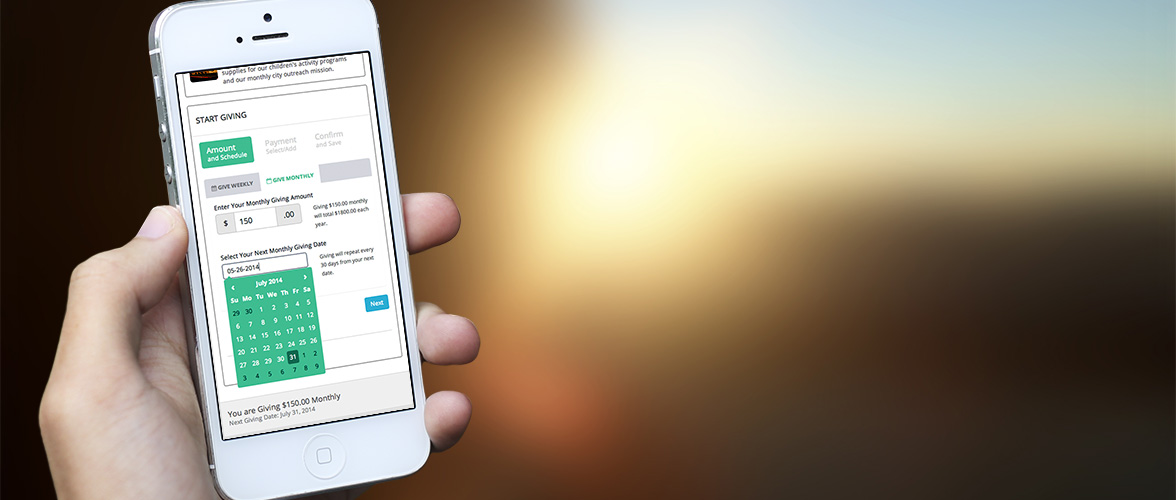 supplies for our children's activity programs
and our monthly city outreach mission.
START GIVING
Amount
and Schedule
Payment
Select/Add
Confirm
and Save
GIVE WEEKLY
GIVE MONTHLY
Enter Your Monthly Giving Amount
$ 150 .00
Giving $150.00 monthly
will total $1800.00 each
year.
Select Your Next Monthly Giving Date
05-26-2014
Giving will repeat every
30 days from your next
date.
‹ July 2014 ›
Su Mo Tu We Th Fr Sa
29 30 1 2 3 4 5
6 7 8 9 10 11 12
13 14 15 16 17 18 19
20 21 22 23 24 25 26
27 28 29 30 31 1 2
3 4 5 6 7 8 9
Next
You are Giving $150.00 Monthly
Next Giving Date: July 31, 2014